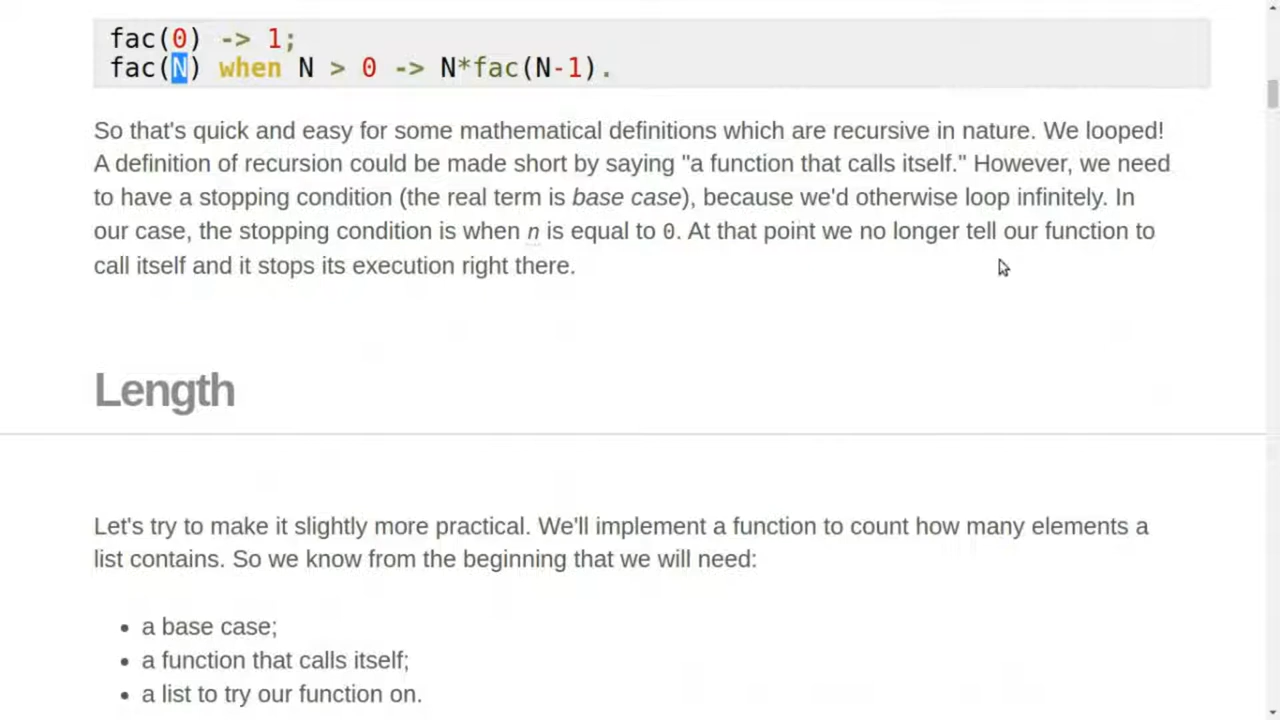 fac(0) -> 1;
fac(N) when N > 0 -> N*fac(N-1).
So that's quick and easy for some mathematical definitions which are recursive in nature. We looped!
A definition of recursion could be made short by saying "a function that calls itself." However, we need
to have a stopping condition (the real term is base case), because we'd otherwise loop infinitely. In
our case, the stopping condition is when n is equal to 0. At that point we no longer tell our function to
call itself and it stops its execution right there.
Length
Let's try to make it slightly more practical. We'll implement a function to count how many elements a
list contains. So we know from the beginning that we will need:
• a base case;
• a function that calls itself;
• a list to try our function on.